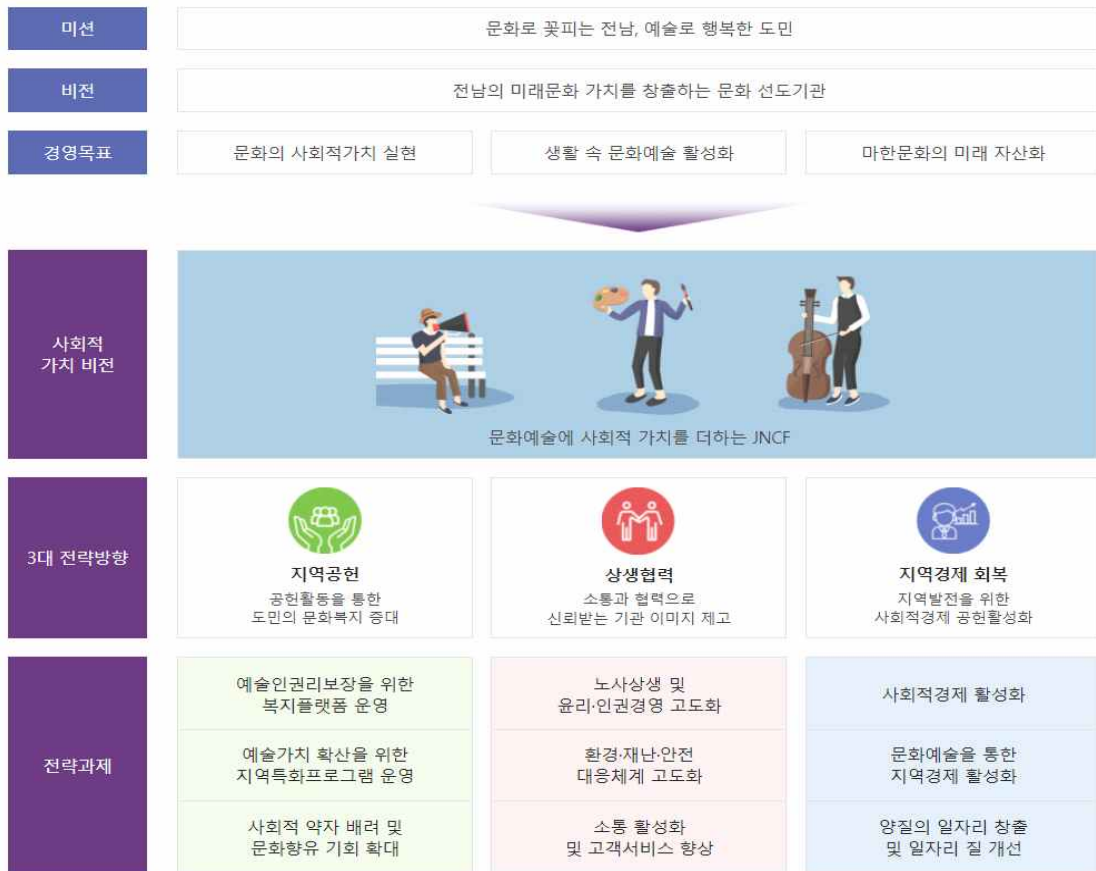 미션
문화로 꽃피는 전남, 예술로 행복한 도민
비전
전남의 미래문화 가치를 창출하는 문화 선도기관
경영목표
문화의 사회적가치 실현
생활 속 문화예술 활성화
마한문화의 미래 자산화
사회적
가치 비전
문화예술에 사회적 가치를 더하는 JNCF
3대 전략방향
지역공헌
공헌활동을 통한
도민의 문화복지 증대
상생협력
소통과 협력으로
신뢰받는 기관 이미지 제고
지역경제 회복
지역발전을 위한
사회적경제 공헌활성화
전략과제
예술인권리보장을 위한
복지플랫폼 운영
노사상생 및
윤리·인권경영 고도화
사회적경제 활성화
예술가치 확산을 위한
지역특화프로그램 운영
환경·재난·안전
대응체계 고도화
문화예술을 통한
지역경제 활성화
사회적 약자 배려 및
문화향유 기회 확대
소통 활성화
및 고객서비스 향상
양질의 일자리 창출
및 일자리 질 개선